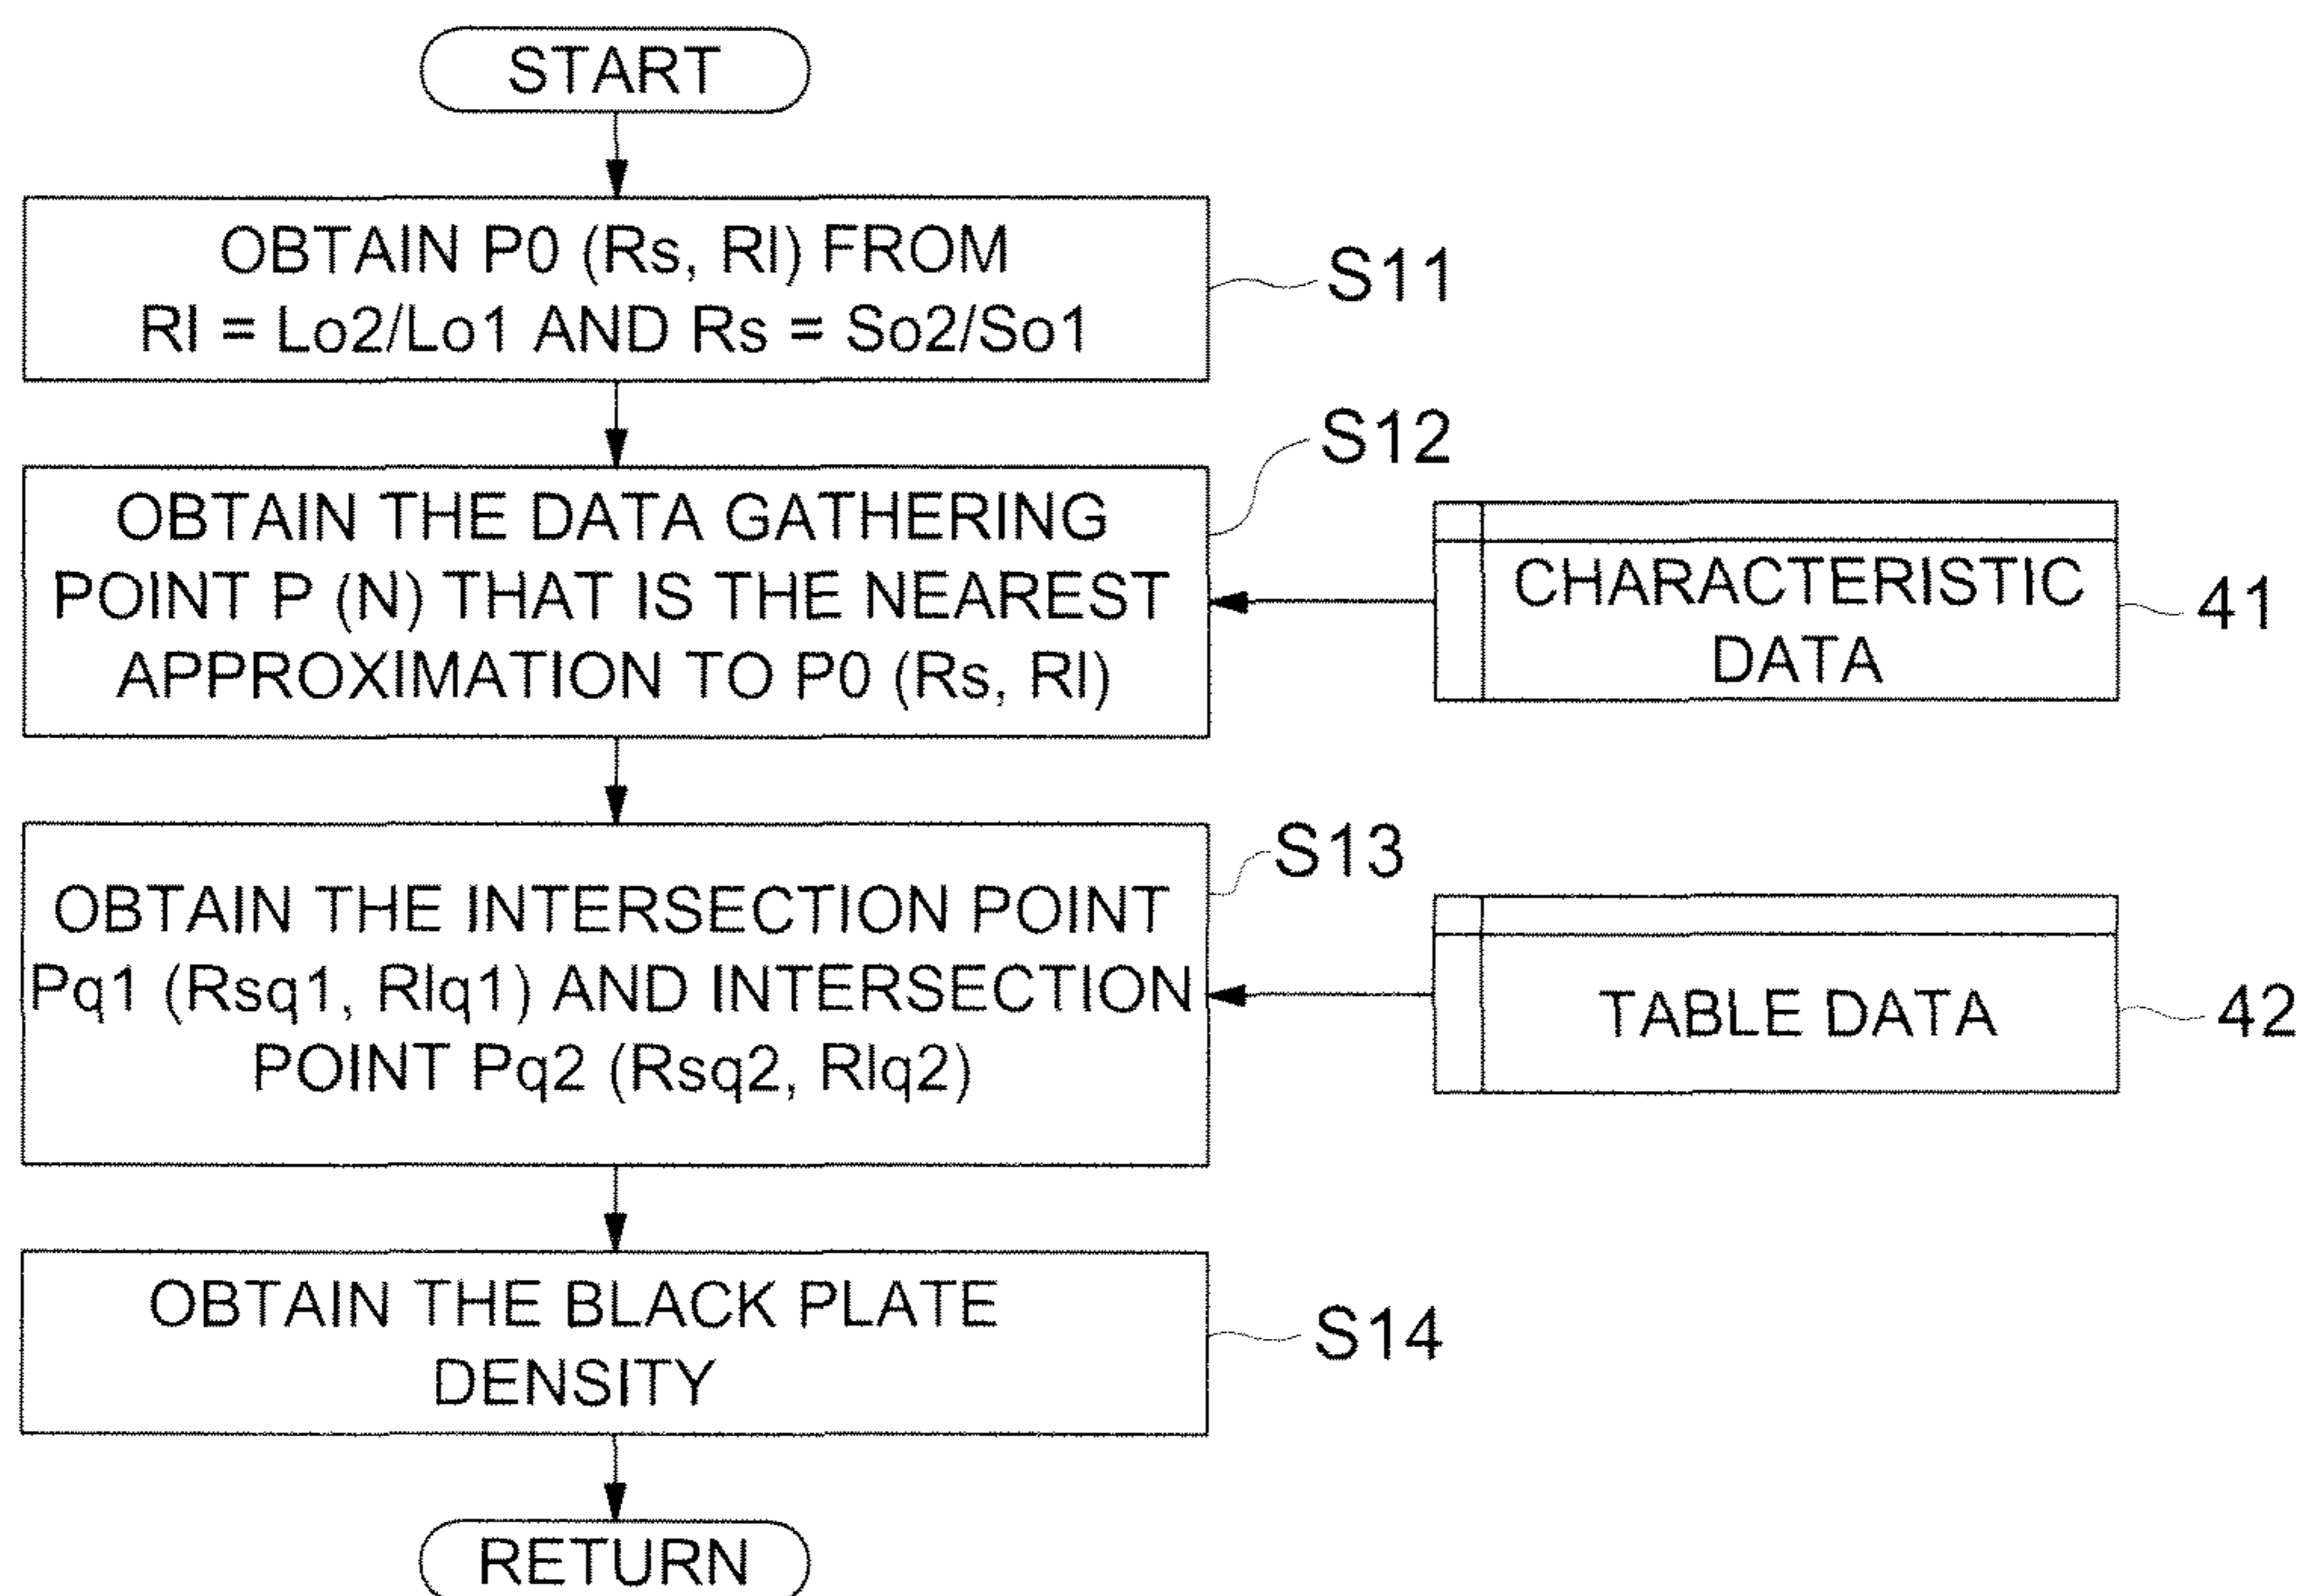 START
OBTAIN P0 (Rs, Rl) FROM
Rl = Lo2/Lo1 AND Rs = So2/So1
S11
S12
OBTAIN THE DATA GATHERING
POINT P (N) THAT IS THE NEAREST
APPROXIMATION TO P0 (Rs, Rl)
CHARACTERISTIC
DATA
41
S13
OBTAIN THE INTERSECTION POINT
Pq1 (Rsq1, Rlq1) AND INTERSECTION
POINT Pq2 (Rsq2, Rlq2)
TABLE DATA
42
OBTAIN THE BLACK PLATE
DENSITY
S14
RETURN